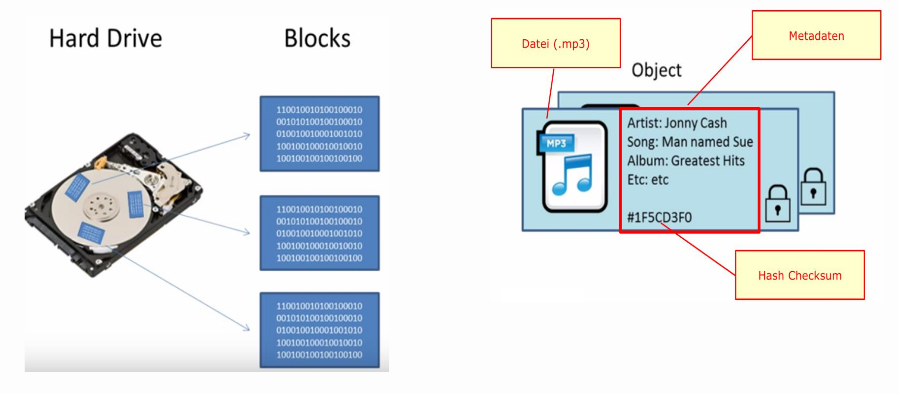 Hard Drive
Blocks
110010010100100010
001010100100100010
010010010001001010
100100100010010010
100100100100100100
110010010100100010
001010100100100010
010010010001001010
100100100010010010
100100100100100100
110010010100100010
001010100100100010
010010010001001010
100100100010010010
100100100100100100
Datei (.mp3)
Metadaten
Object
MP3
Artist: Jonny Cash
Song: Man named Sue
Album: Greatest Hits
Etc: etc
#1F5CD3F0
Hash Checksum